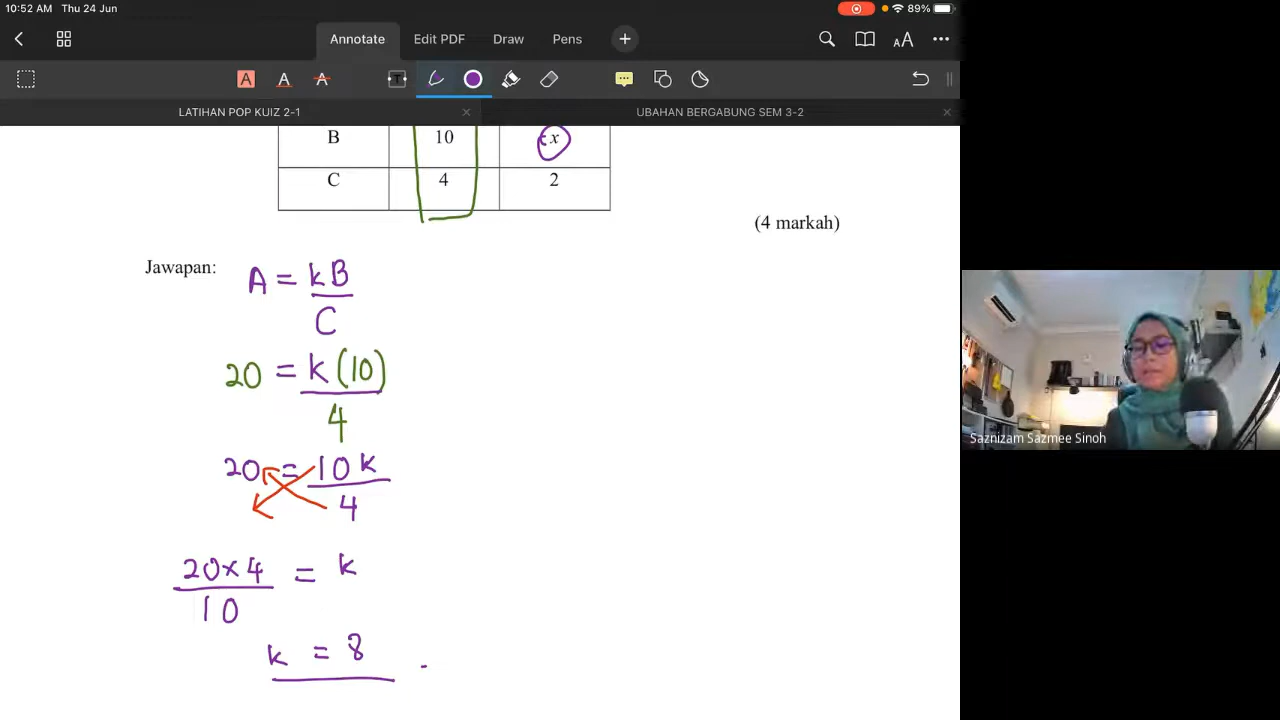 10:52 AM Thu 24 Jun 89%
Annotate Edit PDF Draw Pens
A A A T AA
LATIHAN POP KUIZ 2-1 UBAHAN BERGABUNG SEM 3-2
B 10 x
C 4 2
(4 markah)
Jawapan: A = kB
C
20 = k (10)
4
20 = 10k
4
20 x 4 = k
10
k = 8
Saznizam Sazmee Sinoh